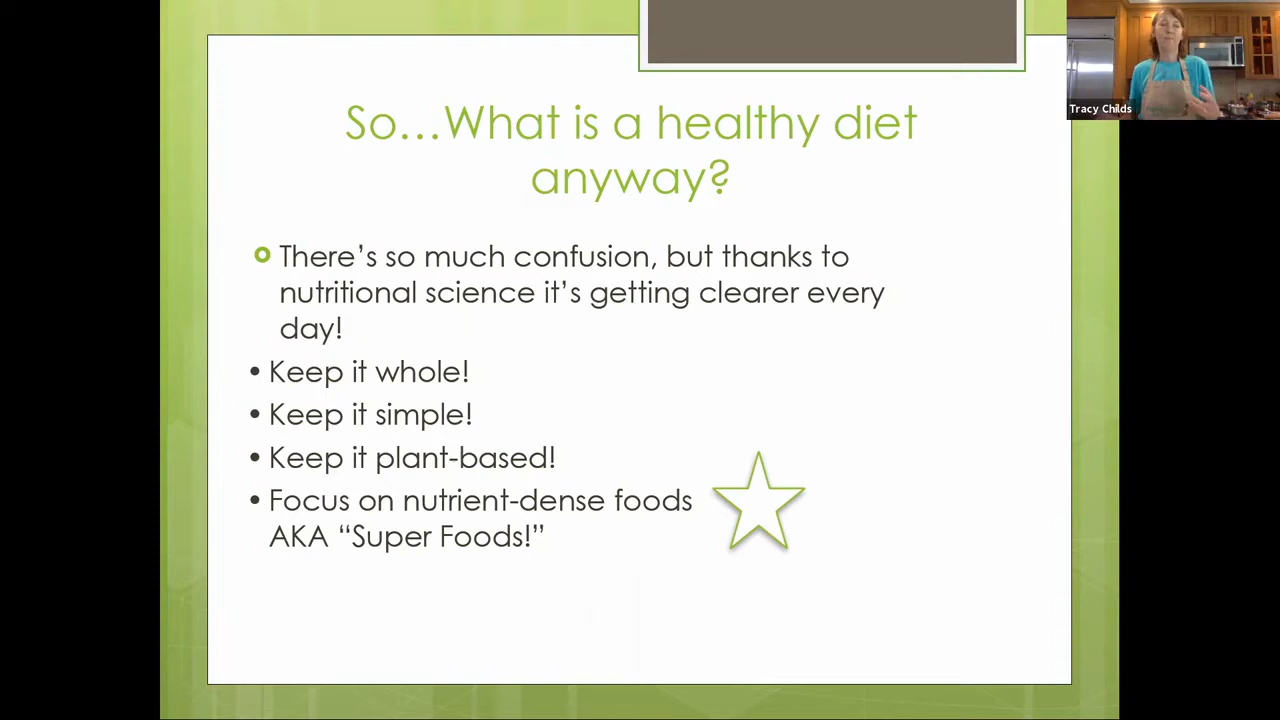 So…What is a healthy diet
anyway?
There’s so much confusion, but thanks to
nutritional science it’s getting clearer every
day!
• Keep it whole!
• Keep it simple!
• Keep it plant-based!
• Focus on nutrient-dense foods
AKA “Super Foods!”
Tracy Childs